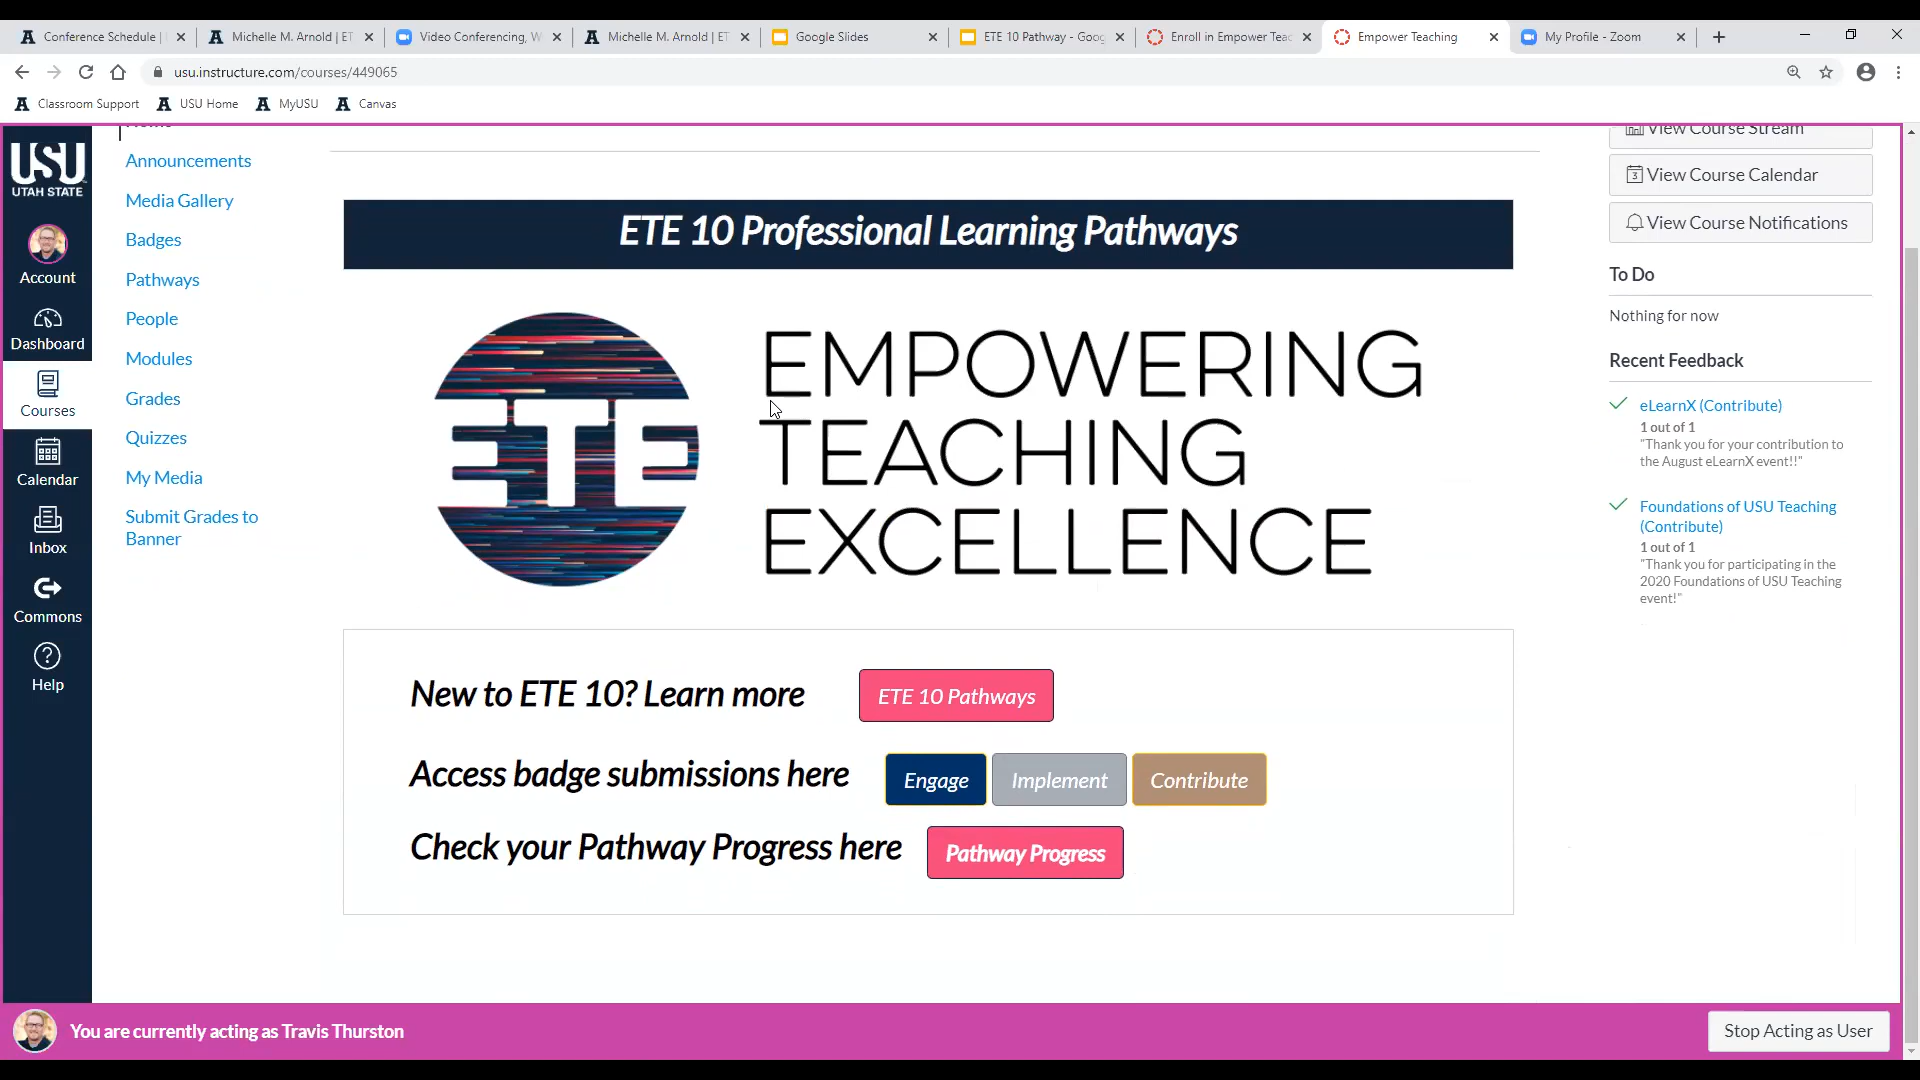 Conference Schedule |
Michelle M. Arnold | ET
Video Conferencing, W
Michelle M. Arnold | ET
Google Slides
ETE 10 Pathway - Goog
Enroll in Empower Teac
Empower Teaching
My Profile - Zoom
usu.instructure.com/courses/449065
Classroom Support
USU Home
MyUSU
Canvas
USU
UTAH STATE
Account
Dashboard
Courses
Calendar
Inbox
Commons
Help
Announcements
Media Gallery
Badges
Pathways
People
Modules
Grades
Quizzes
My Media
Submit Grades to
Banner
ETE 10 Professional Learning Pathways
ETE
EMPOWERING
TEACHING
EXCELLENCE
New to ETE 10? Learn more
ETE 10 Pathways
Access badge submissions here
Engage
Implement
Contribute
Check your Pathway Progress here
Pathway Progress
View Course Stream
3
View Course Calendar
View Course Notifications
To Do
Nothing for now
Recent Feedback
eLearnX (Contribute)
1 out of 1
"Thank you for your contribution to
the August eLearnX event!!"
Foundations of USU Teaching
(Contribute)
1 out of 1
"Thank you for participating in the
2020 Foundations of USU Teaching
event!"
You are currently acting as Travis Thurston
Stop Acting as User